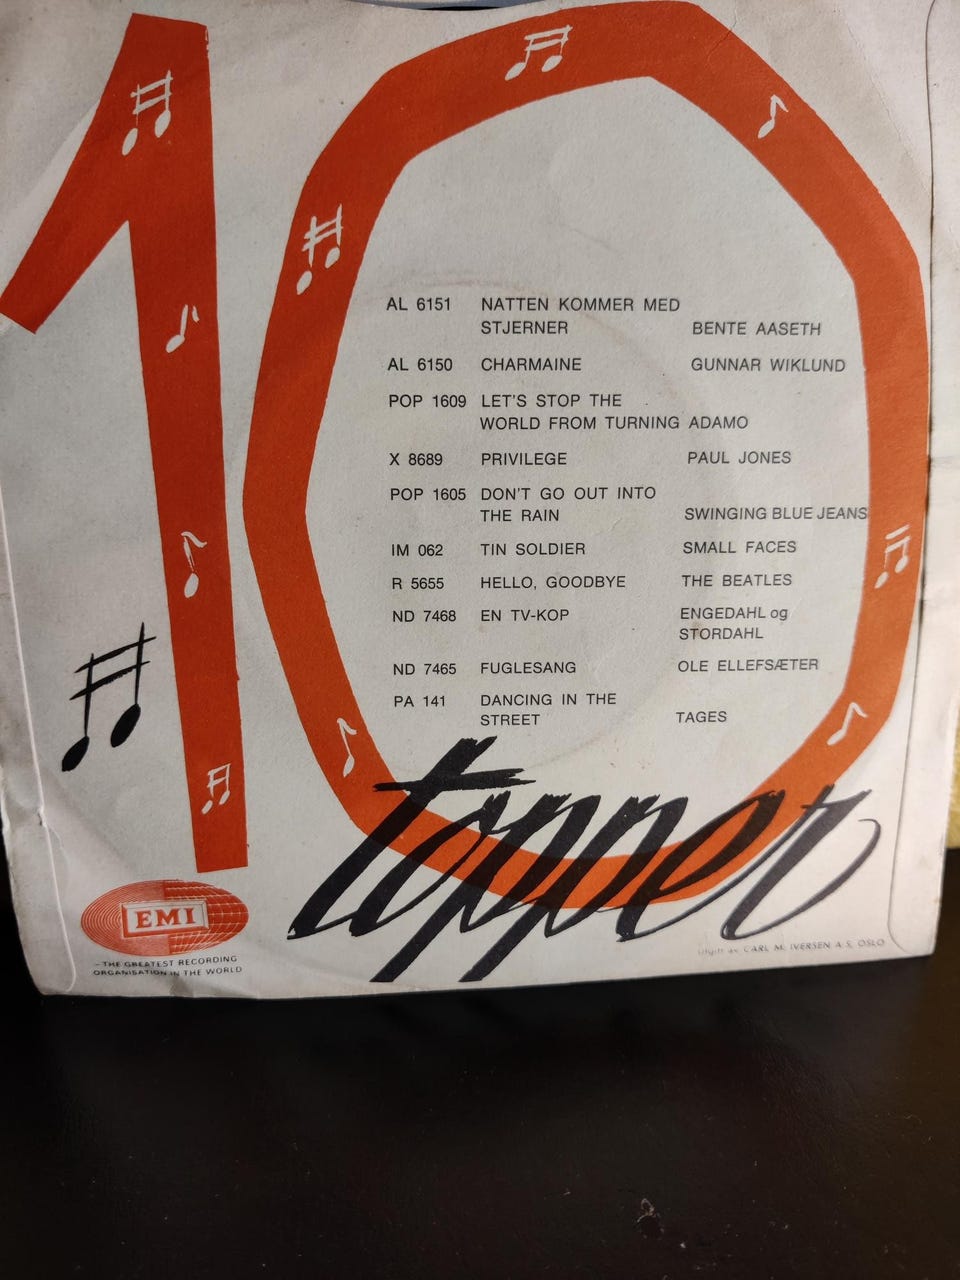 10
AL 6151 NATTEN KOMMER MED
STJERNER BENTE AASETH
AL 6150 CHARMAINE GUNNAR WIKLUND
POP 1609 LET'S STOP THE
WORLD FROM TURNING ADAMO
X 8689 PRIVILEGE PAUL JONES
POP 1605 DON'T GO OUT INTO
THE RAIN SWINGING BLUE JEANS
IM 062 TIN SOLDIER SMALL FACES
R 5655 HELLO, GOODBYE THE BEATLES
ND 7468 EN TV-KOP ENGEDAHL og
STORDAHL
ND 7465 FUGLESANG OLE ELLEFSÆTER
PA 141 DANCING IN THE
STREET TAGES
topper
EMI
- THE GREATEST RECORDING
ORGANISATION IN THE WORLD
CARL M. IVERSEN A.S. OSLO